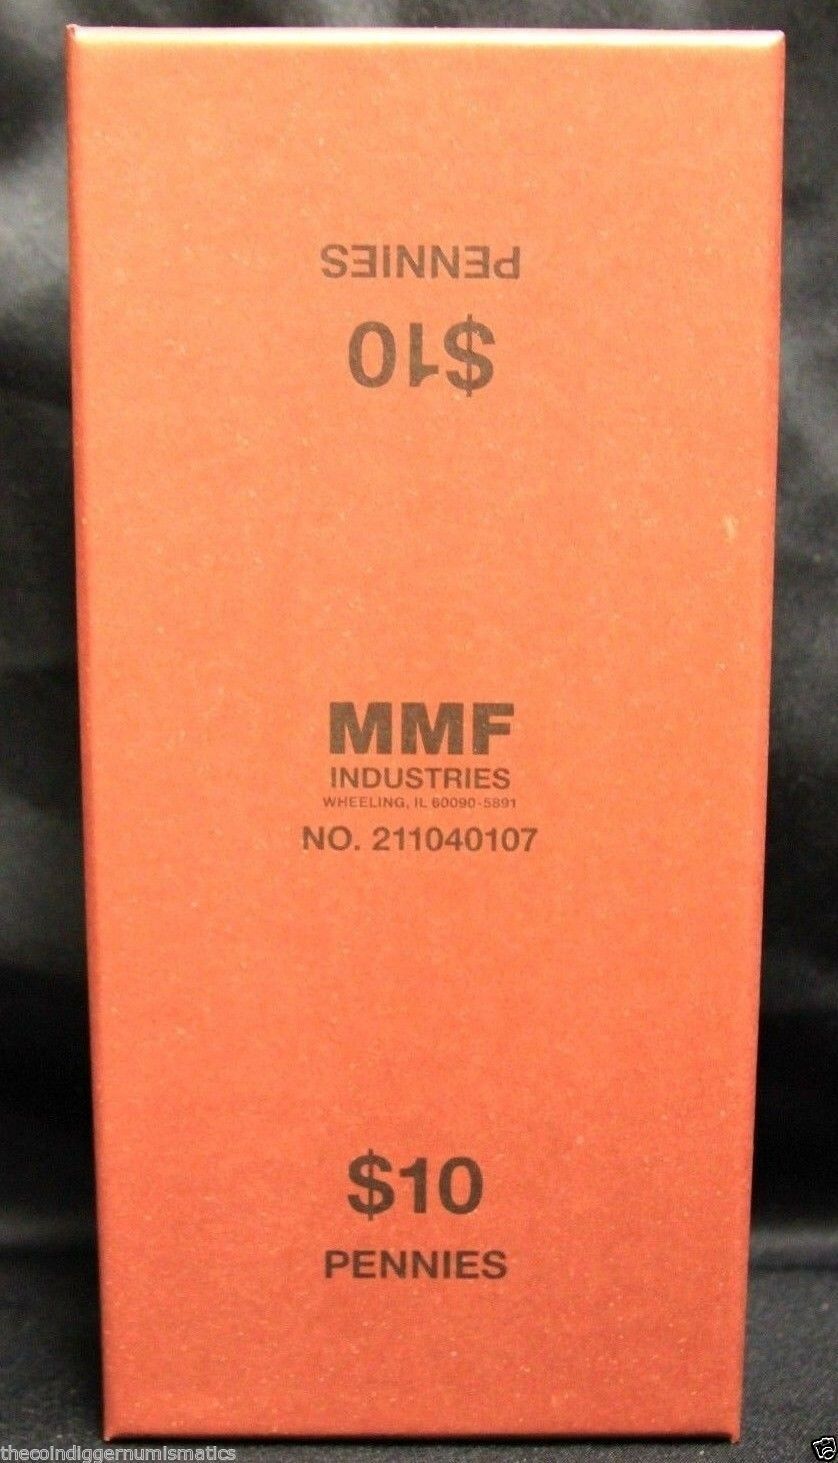 PENNIES
$10
MMF
INDUSTRIES
WHEELING, IL 60090-5891
NO. 211040107
$10
PENNIES
thecoindiggernumismatics